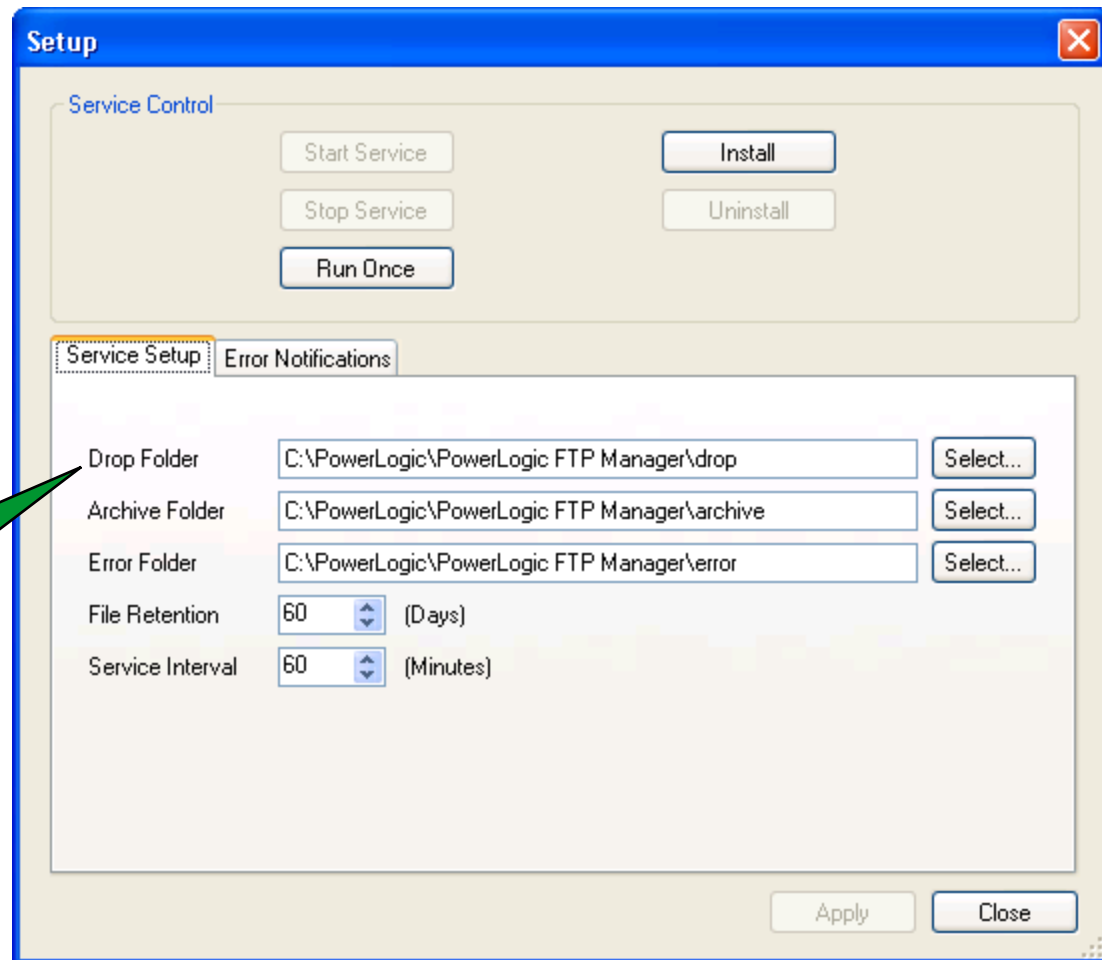 Setup
Service Control
Start Service Install
Stop Service Uninstall
Run Once
Service Setup Error Notifications
Drop Folder C:\PowerLogic\PowerLogic FTP Manager\drop Select...
Archive Folder C:\PowerLogic\PowerLogic FTP Manager\archive Select...
Error Folder C:\PowerLogic\PowerLogic FTP Manager\error Select...
File Retention 60 (Days)
Service Interval 60 (Minutes)
Apply Close